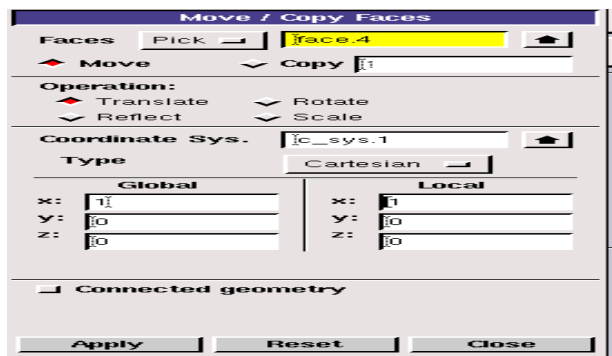 Move / Copy Faces
Faces Pick face.4
Move Copy 1
Operation:
Translate Rotate
Reflect Scale
Coordinate Sys. c_sys.1
Type Cartesian
Global Local
x: 1 x: 1
y: 0 y: 0
z: 0 z: 0
Connected geometry
Apply Reset Close